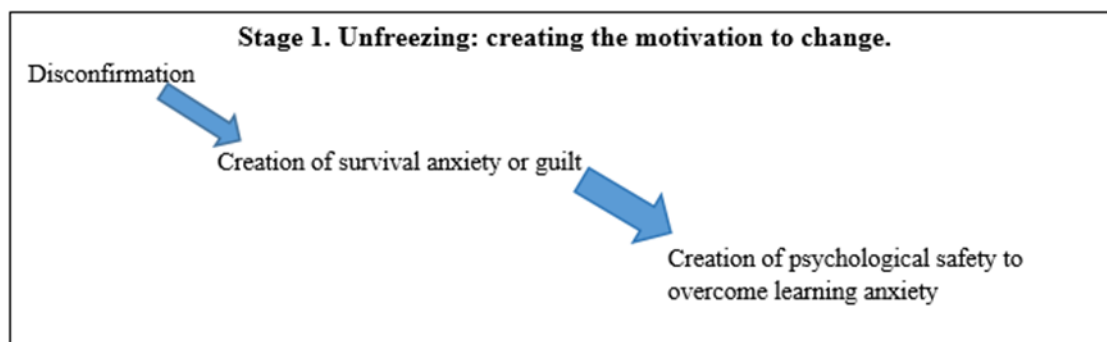 Stage 1. Unfreezing: creating the motivation to change.
Disconfirmation
Creation of survival anxiety or guilt
Creation of psychological safety to
overcome learning anxiety